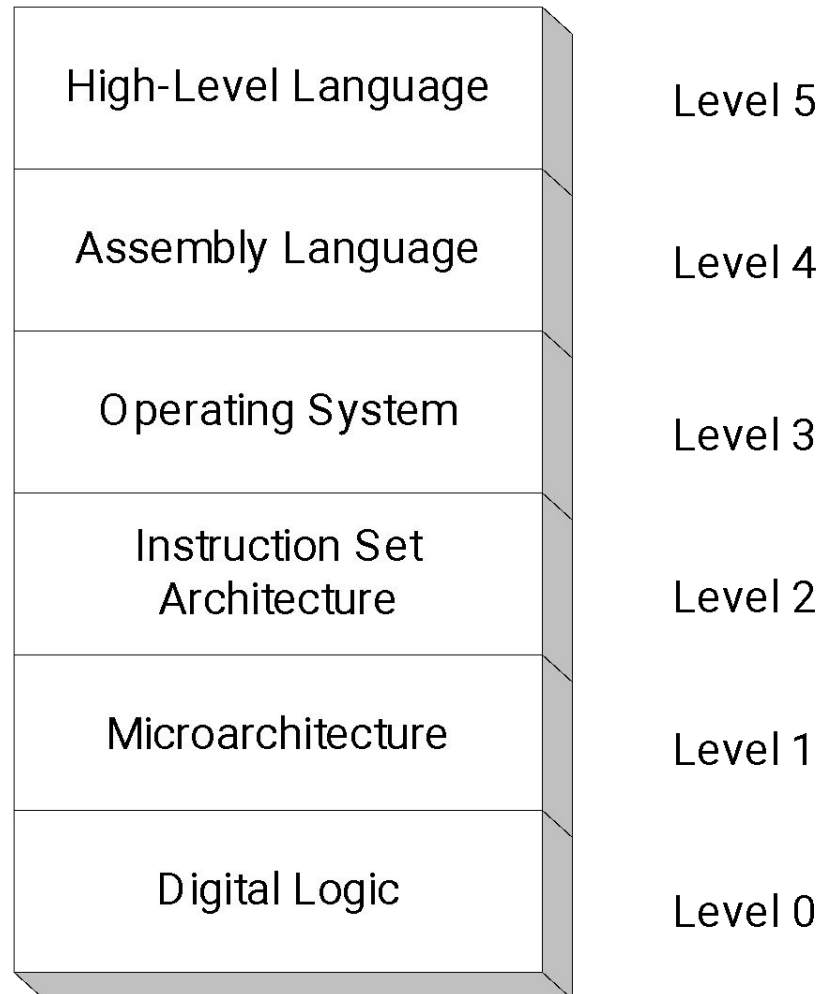 High-Level Language
Level 5
Assembly Language
Level 4
Operating System
Level 3
Instruction Set
Architecture
Level 2
Microarchitecture
Level 1
Digital Logic
Level 0